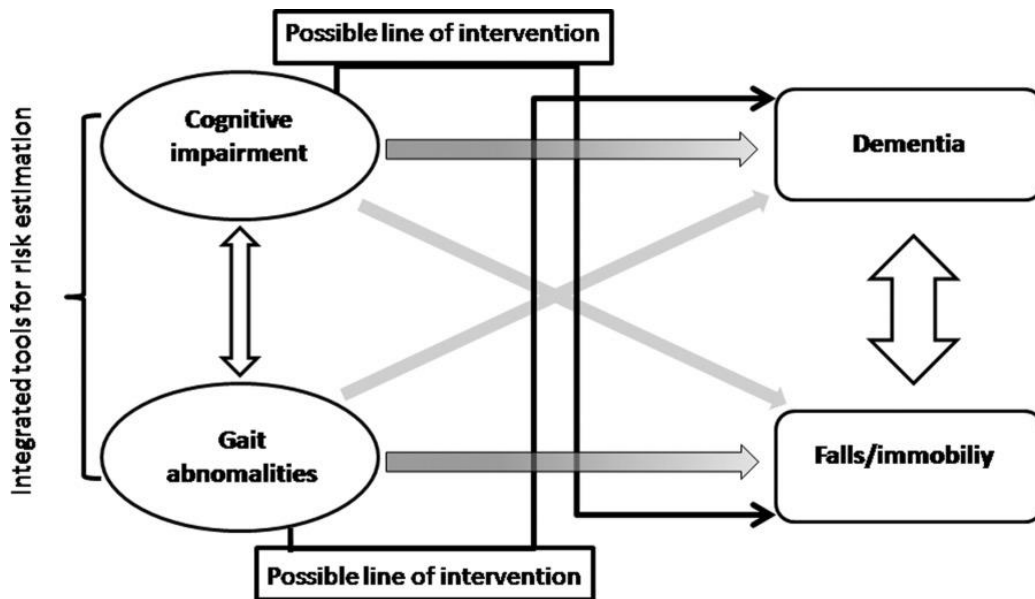 Possible line of intervention
Integrated tools for risk estimation
Cognitive
impairment
Dementia
Gait
abnomalities
Falls/immobiliy
Possible line of intervention